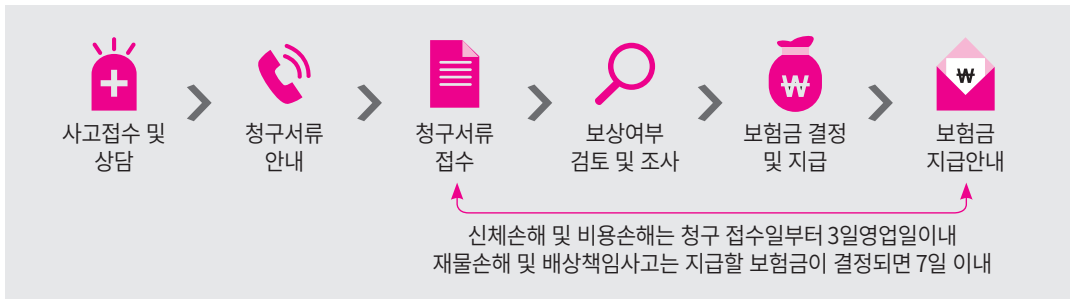 사고접수 및
상담
청구서류
안내
청구서류
접수
보상여부
검토 및 조사
₩
보험금 결정
및 지급
₩
보험금
지급안내
신체손해 및 비용손해는 청구 접수일부터 3일영업일이내
재물손해 및 배상책임사고는 지급할 보험금이 결정되면 7일 이내